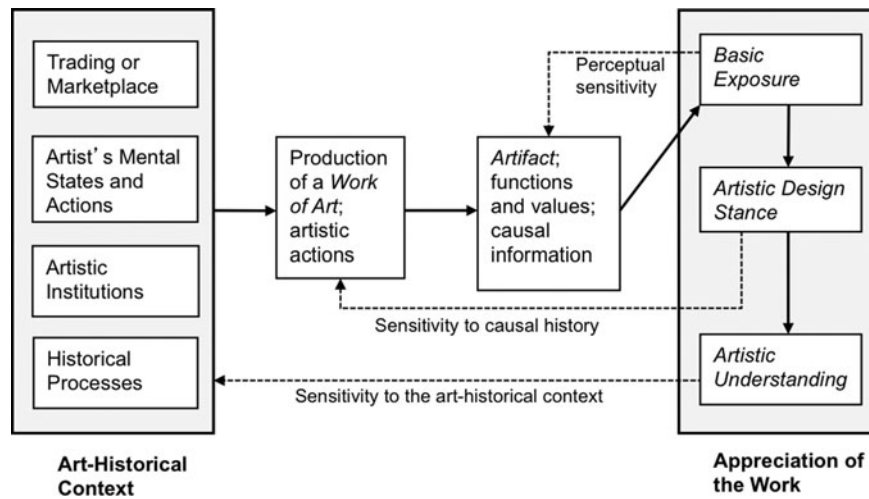 Trading or
Marketplace
Artist's Mental
States and
Actions
Artistic
Institutions
Historical
Processes
Art-Historical
Context
Production
of a Work of
Art;
artistic
actions
Artifact;
functions
and values;
causal
information
Perceptual
sensitivity
Sensitivity to causal history
Sensitivity to the art-historical context
Basic
Exposure
Artistic Design
Stance
Artistic
Understanding
Appreciation of
the Work